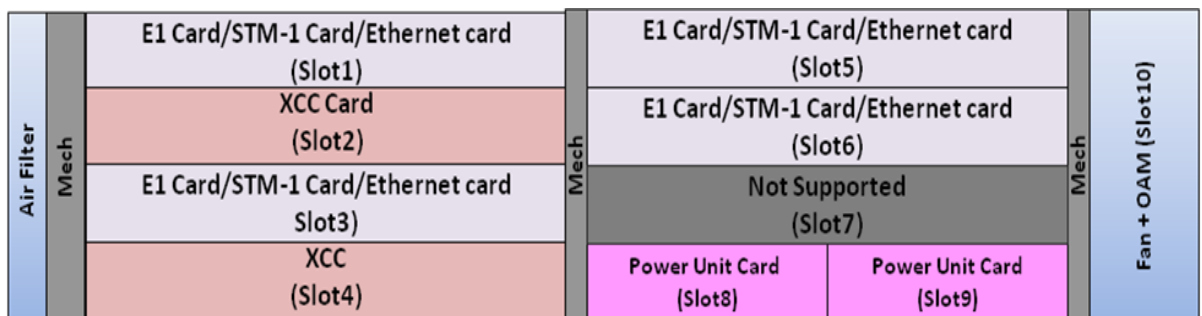 Air Filter
Mech
E1 Card/STM-1 Card/Ethernet card
(Slot1)
XCC Card
(Slot2)
E1 Card/STM-1 Card/Ethernet card
Slot3)
XCC
(Slot4)
Mech
E1 Card/STM-1 Card/Ethernet card
(Slot5)
E1 Card/STM-1 Card/Ethernet card
(Slot6)
Not Supported
(Slot7)
Power Unit Card
(Slot8)
Power Unit Card
(Slot9)
Mech
Fan + OAM (Slot10)